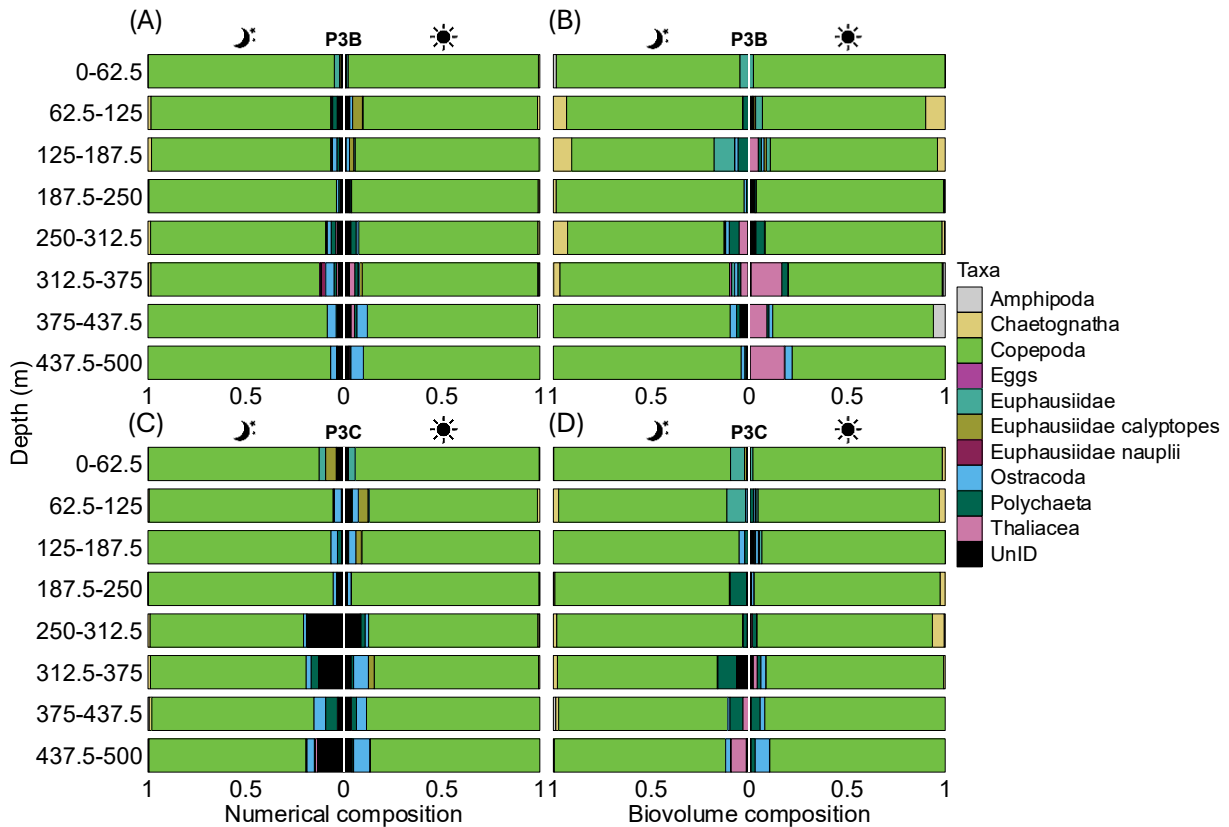 (A) (B)
P3B P3B
0-62.5
62.5-125
125-187.5
187.5-250
250-312.5
312.5-375
375-437.5
437.5-500
1 0.5 0 0.5 1 0.5 0 0.5 1
(C) (D)
P3C P3C
0-62.5
62.5-125
125-187.5
187.5-250
250-312.5
312.5-375
375-437.5
437.5-500
1 0.5 0 0.5 11 0.5 0 0.5 1
Numerical composition Biovolume composition
Depth (m)
Taxa
Amphipoda
Chaetognatha
Copepoda
Eggs
Euphausiidae
Euphausiidae calyptopes
Euphausiidae nauplii
Ostracoda
Polychaeta
Thaliacea
UnID